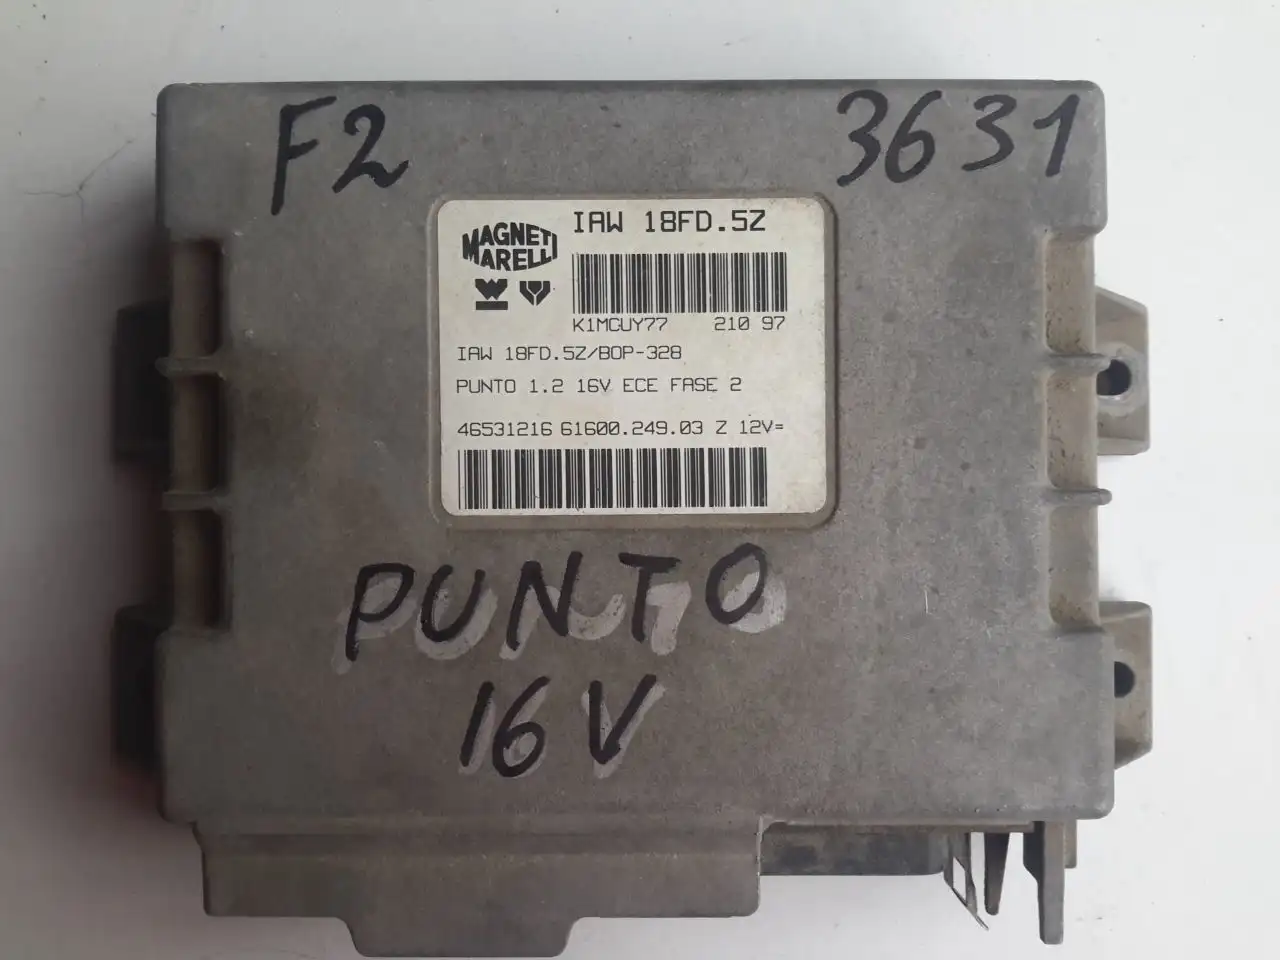 F2 3631
MAGNETI MARELLI
IAW 18FD.5Z
K1MGUY77 210 97
IAW 18FD.5Z/BOP-328
PUNTO 1.2 16V ECE FASE 2
46531216 61600.249.03 Z 12V=
PUNTO
16V